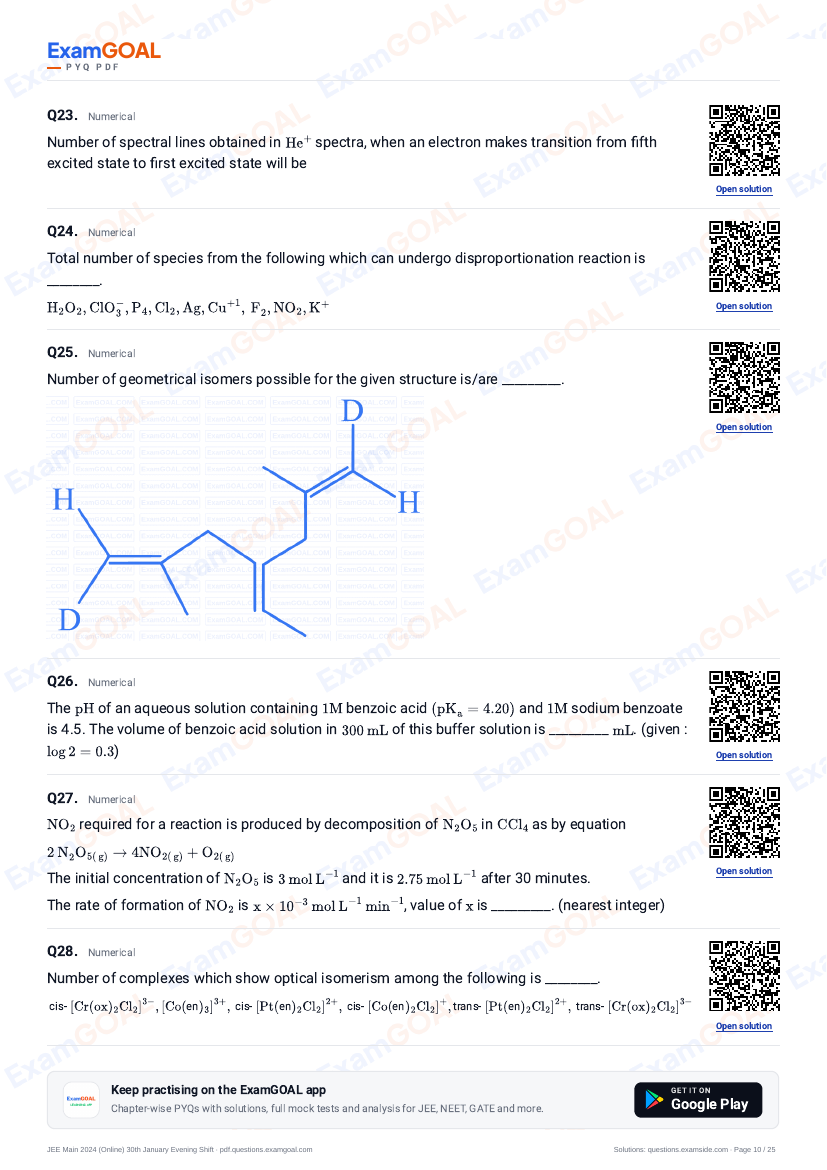 ExamGOAL
PYQ PDF
Q23. Numerical
Number of spectral lines obtained in He⁺ spectra, when an electron makes transition from fifth
excited state to first excited state will be
Open solution
Q24. Numerical
Total number of species from the following which can undergo disproportionation reaction is
________.
H₂O₂, ClO₃⁻, P₄, Cl₂, Ag, Cu⁺¹, F₂, NO₂, K⁺
Open solution
Q25. Numerical
Number of geometrical isomers possible for the given structure is/are _________.
Open solution
D
H
H
D
Q26. Numerical
The pH of an aqueous solution containing 1M benzoic acid (pKₐ = 4.20) and 1M sodium benzoate
is 4.5. The volume of benzoic acid solution in 300 mL of this buffer solution is _________ mL. (given :
log 2 = 0.3)
Open solution
Q27. Numerical
NO₂ required for a reaction is produced by decomposition of N₂O₅ in CCl₄ as by equation
2 N₂O₅( g) → 4NO₂( g) + O₂( g)
The initial concentration of N₂O₅ is 3 mol L⁻¹ and it is 2.75 mol L⁻¹ after 30 minutes.
The rate of formation of NO₂ is x × 10⁻³ mol L⁻¹ min⁻¹, value of x is _________. (nearest integer)
Open solution
Q28. Numerical
Number of complexes which show optical isomerism among the following is ________.
cis- [Cr(ox)₂Cl₂]³⁻, [Co(en)₃]³⁺, cis- [Pt(en)₂Cl₂]²⁺, cis- [Co(en)₂Cl₂]⁺, trans- [Pt(en)₂Cl₂]²⁺, trans- [Cr(ox)₂Cl₂]³⁻
Open solution
Keep practising on the ExamGOAL app
Chapter-wise PYQs with solutions, full mock tests and analysis for JEE, NEET, GATE and more.
GET IT ON
Google Play
JEE Main 2024 (Online) 30th January Evening Shift · pdf.questions.examgoal.com
Solutions: questions.examside.com · Page 10 / 25